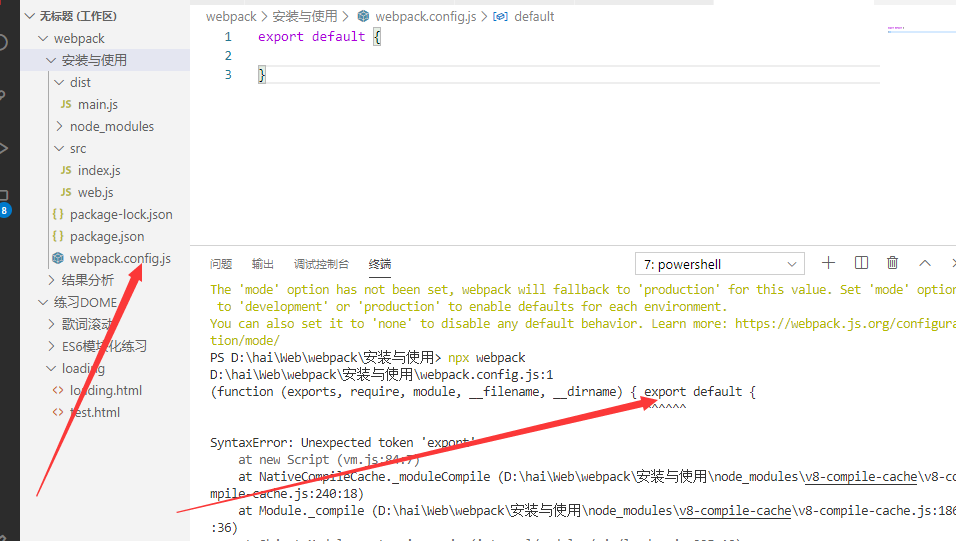 无标题 (工作区)
webpack
安装与使用
dist
JS main.js
node_modules
src
JS index.js
JS web.js
{} package-lock.json
{} package.json
webpack.config.js
结果分析
练习DOME
歌词滚动
ES6模块化练习
loading
<> loading.html
<> test.html
8
webpack > 安装与使用 > webpack.config.js > default
1 export default {
2
3 }
问题 输出 调试控制台 终端
7: powershell
The 'mode' option has not been set, webpack will fallback to 'production' for this value. Set 'mode' option
to 'development' or 'production' to enable defaults for each environment.
You can also set it to 'none' to disable any default behavior. Learn more: https://webpack.js.org/configura
tion/mode/
PS D:\hai\Web\webpack\安装与使用> npx webpack
D:\hai\Web\webpack\安装与使用\webpack.config.js:1
(function (exports, require, module, __filename, __dirname) { export default {
^^^^^^
SyntaxError: Unexpected token 'export'
at new Script (vm.js:84:7)
at NativeCompileCache._moduleCompile (D:\hai\Web\webpack\安装与使用\node_modules\v8-compile-cache\v8-co
mpile-cache.js:240:18)
at Module._compile (D:\hai\Web\webpack\安装与使用\node_modules\v8-compile-cache\v8-compile-cache.js:186
:36)